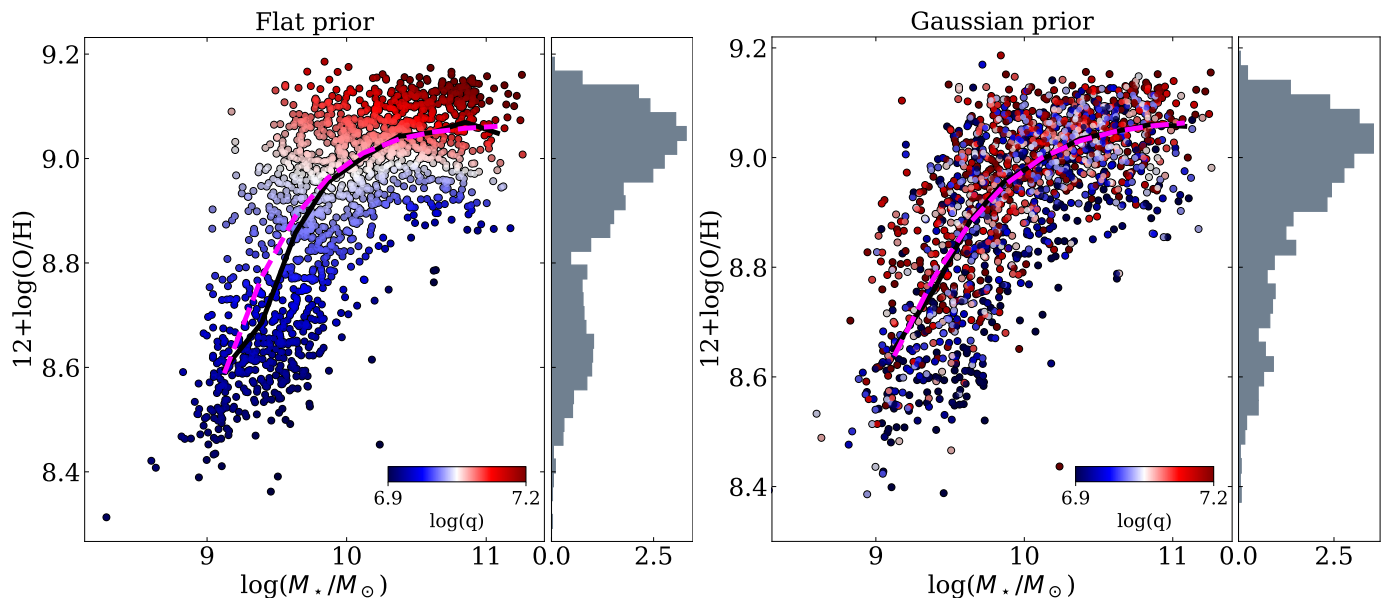 Flat prior
9.2
9.0
8.8
8.6
8.4
12+log(O/H)
6.9 7.2
log(q)
9 10 11 0.0 2.5
log(M⋆/M⊙)
Gaussian prior
9.2
9.0
8.8
8.6
8.4
12+log(O/H)
6.9 7.2
log(q)
9 10 11 0.0 2.5
log(M⋆/M⊙)